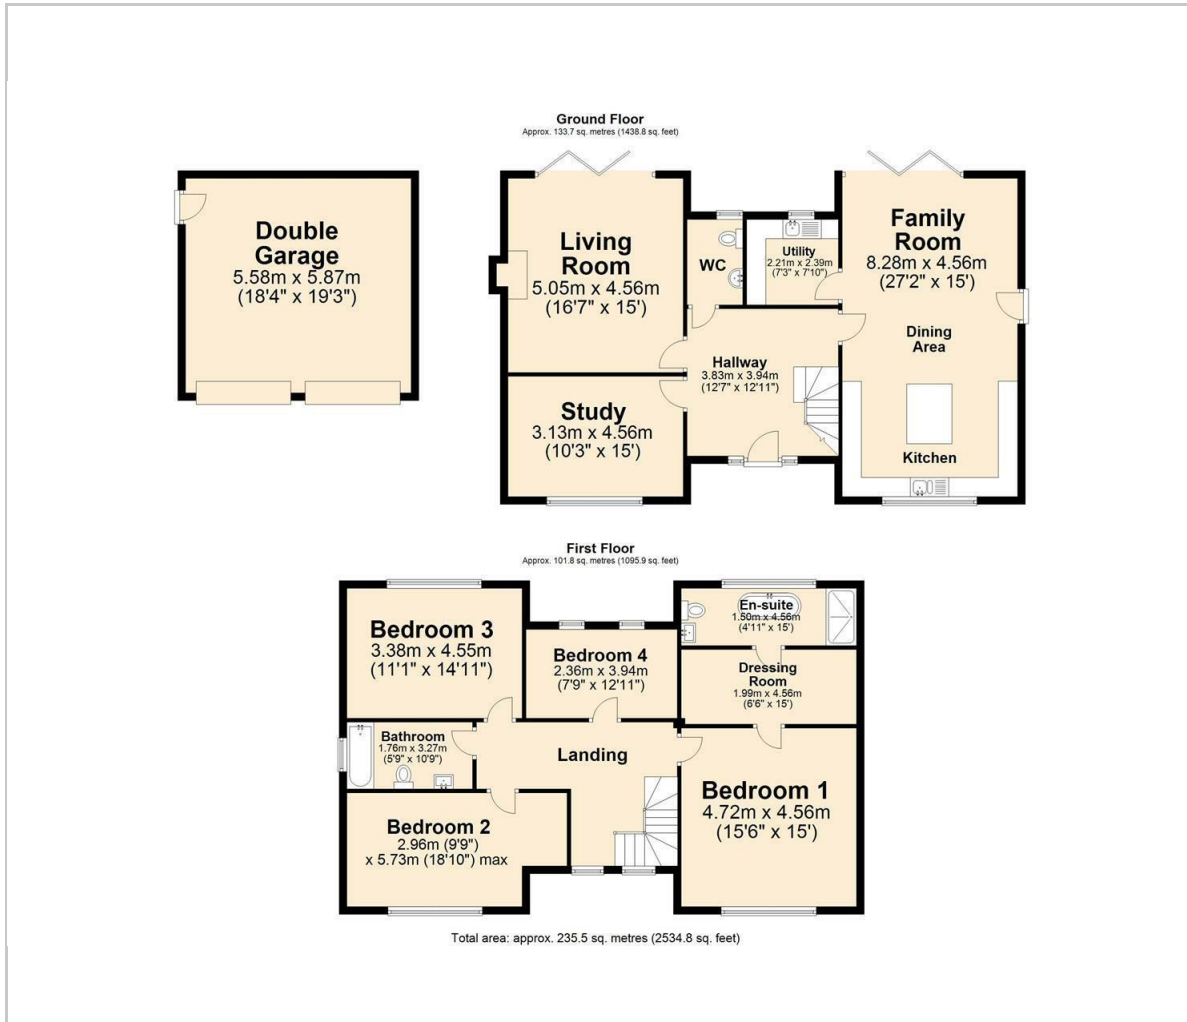 Ground Floor
Approx. 133.7 sq. metres (1438.8 sq. feet)
Double
Garage
5.58m x 5.87m
(18'4" x 19'3")
Living
Room
5.05m x 4.56m
(16'7" x 15')
WC
Utility
2.21m x 2.39m
(7'3" x 7'10")
Family
Room
8.28m x 4.56m
(27'2" x 15')
Dining
Area
Hallway
3.83m x 3.94m
(12'7" x 12'11")
Study
3.13m x 4.56m
(10'3" x 15')
Kitchen
First Floor
Approx. 101.8 sq. metres (1095.9 sq. feet)
Bedroom 3
3.38m x 4.55m
(11'1" x 14'11")
Bedroom 4
2.36m x 3.94m
(7'9" x 12'11")
En-suite
1.50m x 4.56m
(4'11" x 15')
Dressing
Room
1.99m x 4.56m
(6'6" x 15')
Bathroom
1.76m x 3.27m
(5'9" x 10'9")
Landing
Bedroom 1
4.72m x 4.56m
(15'6" x 15')
Bedroom 2
2.96m (9'9")
x 5.73m (18'10") max
Total area: approx. 235.5 sq. metres (2534.8 sq. feet)